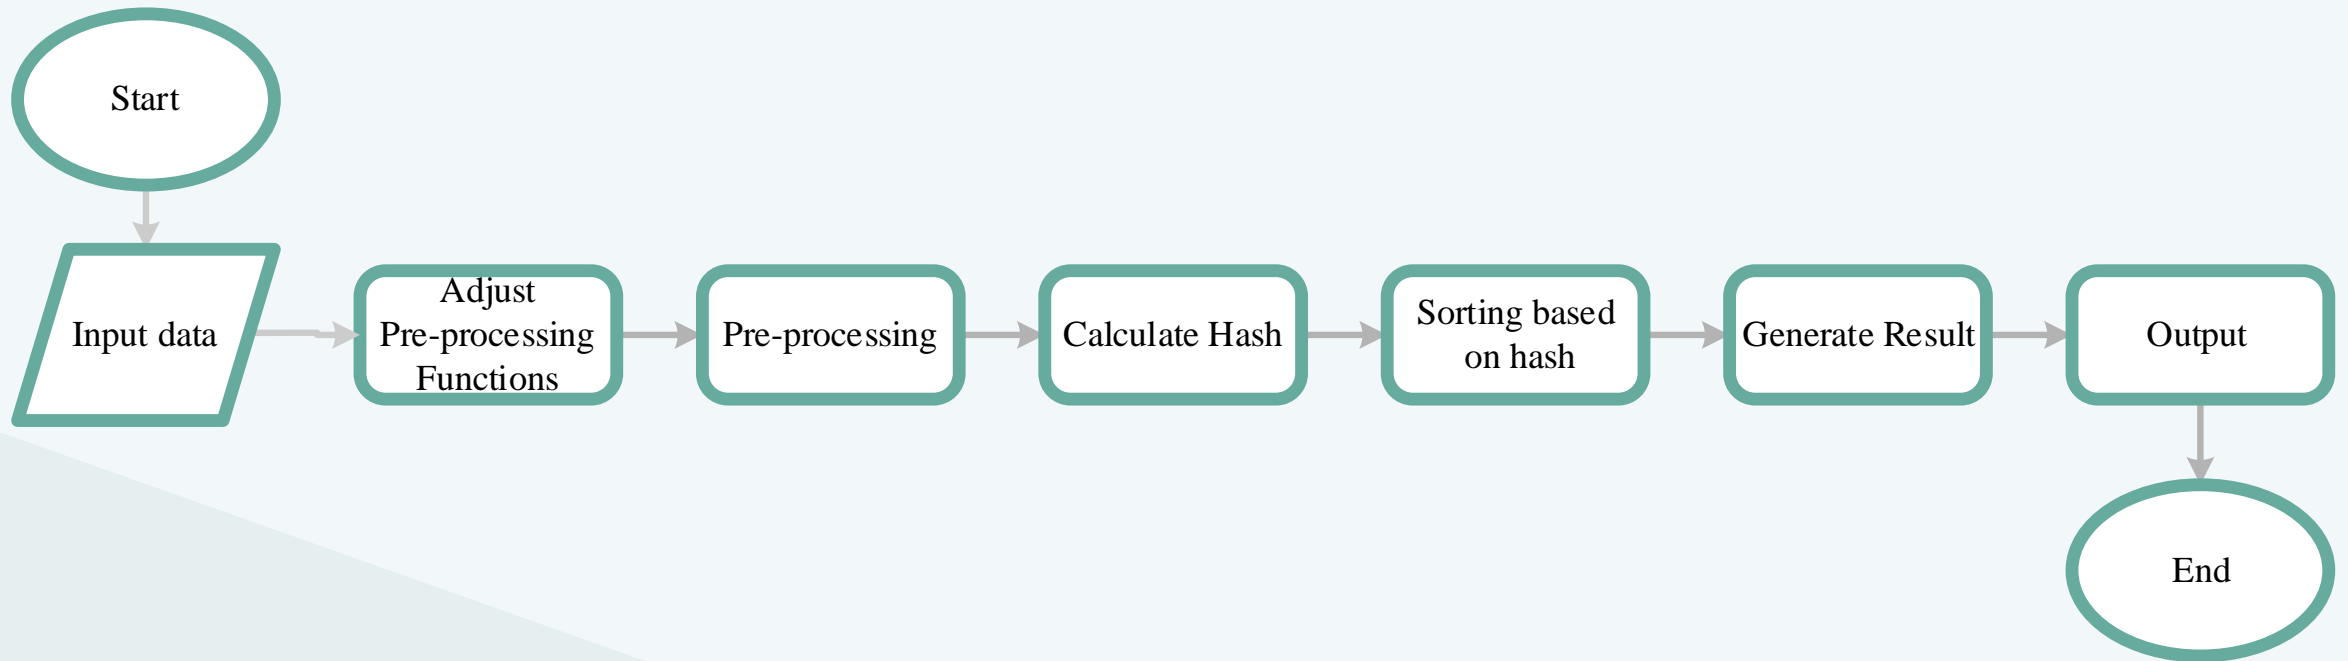 Start
Input data
Adjust
Pre-processing
Functions
Pre-processing
Calculate Hash
Sorting based
on hash
Generate Result
Output
End